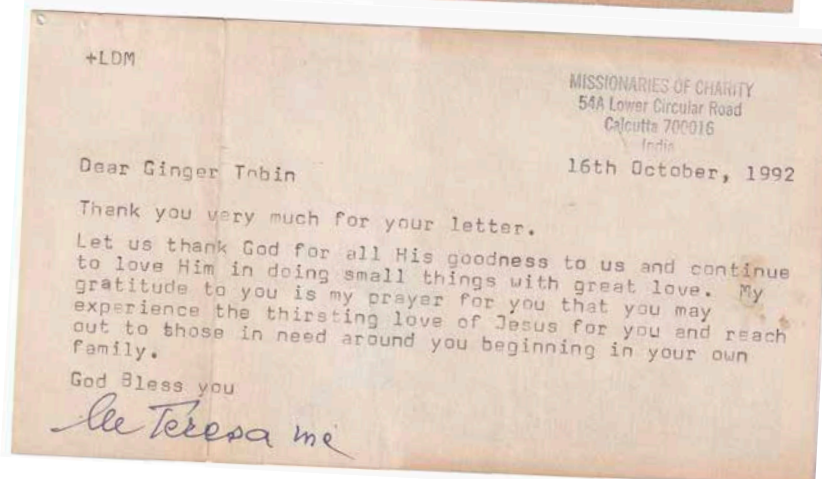 +LDM
MISSIONARIES OF CHARITY
54A Lower Circular Road
Calcutta 700016
India
16th October, 1992
Dear Ginger Tobin
Thank you very much for your letter.
Let us thank God for all His goodness to us and continue
to love Him in doing small things with great love. My
gratitude to you is my prayer for you that you may
experience the thirsting love of Jesus for you and reach
out to those in need around you beginning in your own
family.
God Bless you
Teresa mc